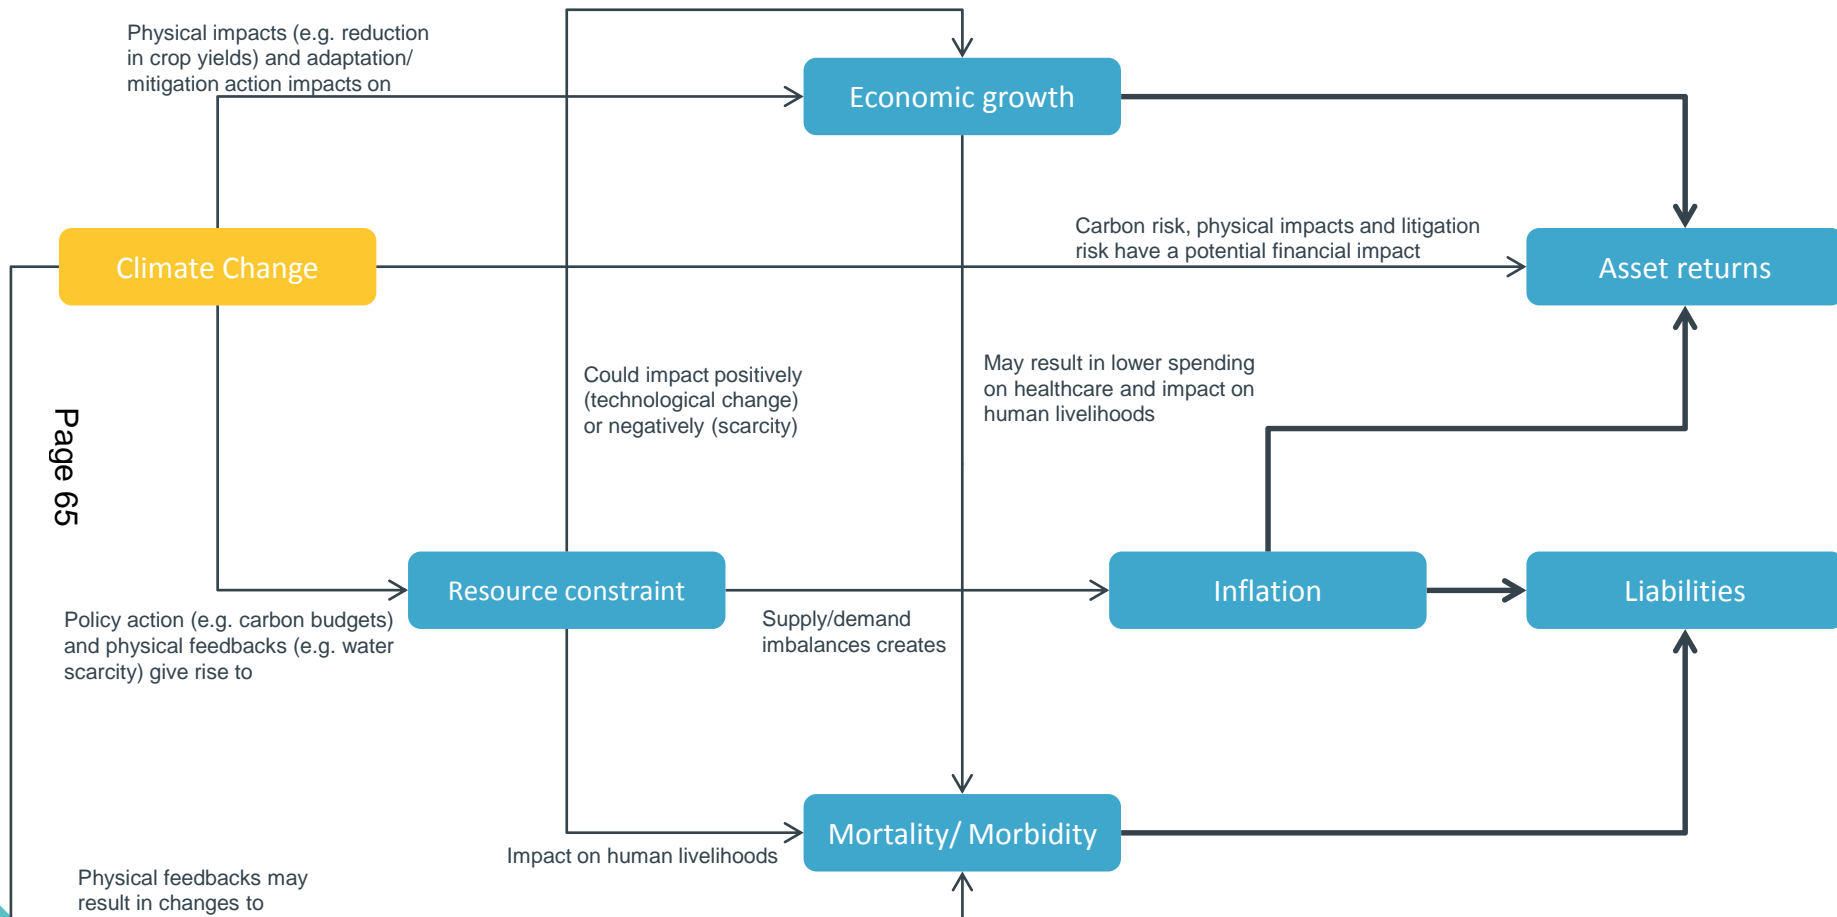 Physical impacts (e.g. reduction
in crop yields) and adaptation/
mitigation action impacts on
Economic growth
Climate Change
Carbon risk, physical impacts and litigation
risk have a potential financial impact
Asset returns
Could impact positively
(technological change)
or negatively (scarcity)
May result in lower spending
on healthcare and impact on
human livelihoods
Page 65
Resource constraint
Inflation
Liabilities
Policy action (e.g. carbon budgets)
and physical feedbacks (e.g. water
scarcity) give rise to
Supply/demand
imbalances creates
Mortality/ Morbidity
Impact on human livelihoods
Physical feedbacks may
result in changes to